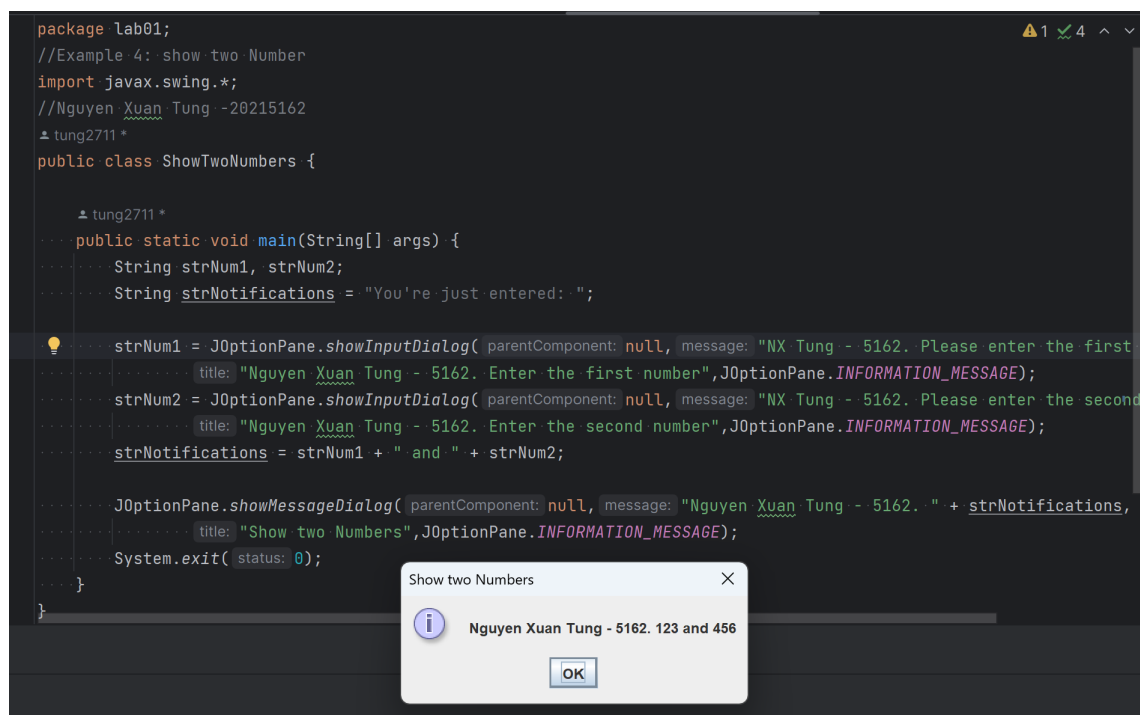 package lab01;
1 4
//Example 4: show two Number
import javax.swing.*;
//Nguyen Xuan Tung -20215162
tung2711 *
public class ShowTwoNumbers {
tung2711 *
public static void main(String[] args) {
String strNum1, strNum2;
String strNotifications = "You're just entered: ";
strNum1 = JOptionPane.showInputDialog( parentComponent: null, message: "NX Tung - 5162. Please enter the first
title: "Nguyen Xuan Tung - 5162. Enter the first number",JOptionPane.INFORMATION_MESSAGE);
strNum2 = JOptionPane.showInputDialog( parentComponent: null, message: "NX Tung - 5162. Please enter the second
title: "Nguyen Xuan Tung - 5162. Enter the second number",JOptionPane.INFORMATION_MESSAGE);
strNotifications = strNum1 + " and " + strNum2;
JOptionPane.showMessageDialog( parentComponent: null, message: "Nguyen Xuan Tung - 5162. " + strNotifications,
title: "Show two Numbers",JOptionPane.INFORMATION_MESSAGE);
System.exit( status: 0);
}
}
Show two Numbers
i
Nguyen Xuan Tung - 5162. 123 and 456
OK